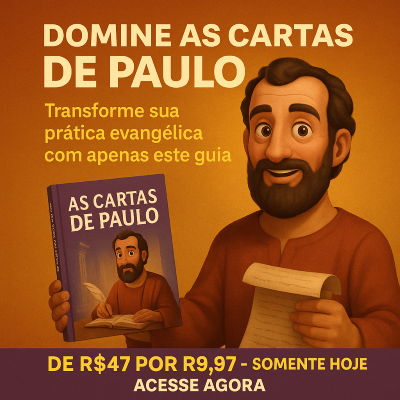 DOMINE AS CARTAS
DE PAULO
Transforme sua
prática evangélica
com apenas este guia
AS CARTAS
DE PAULO
DE R$47 POR R9,97 - SOMENTE HOJE
ACESSE AGORA